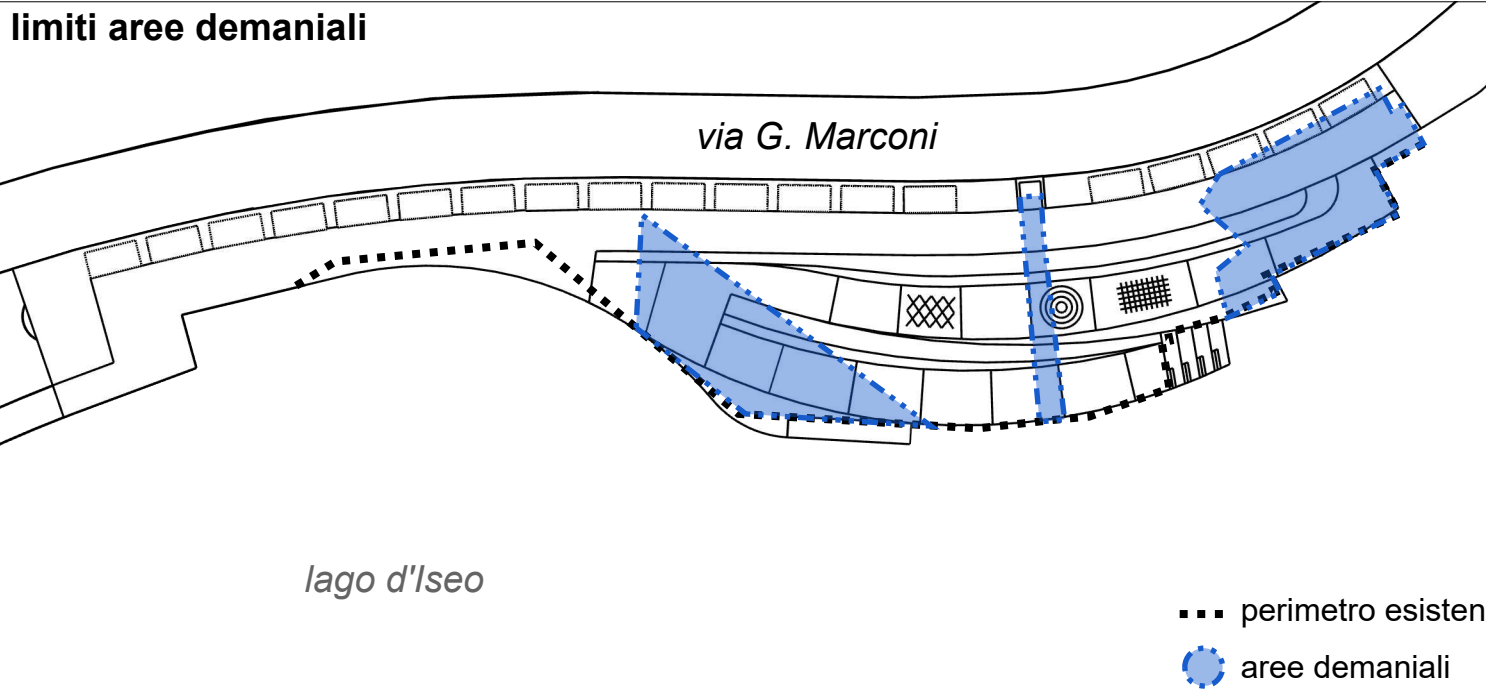 limiti aree demaniali
via G. Marconi
lago d'Iseo
perimetro esisten
aree demaniali